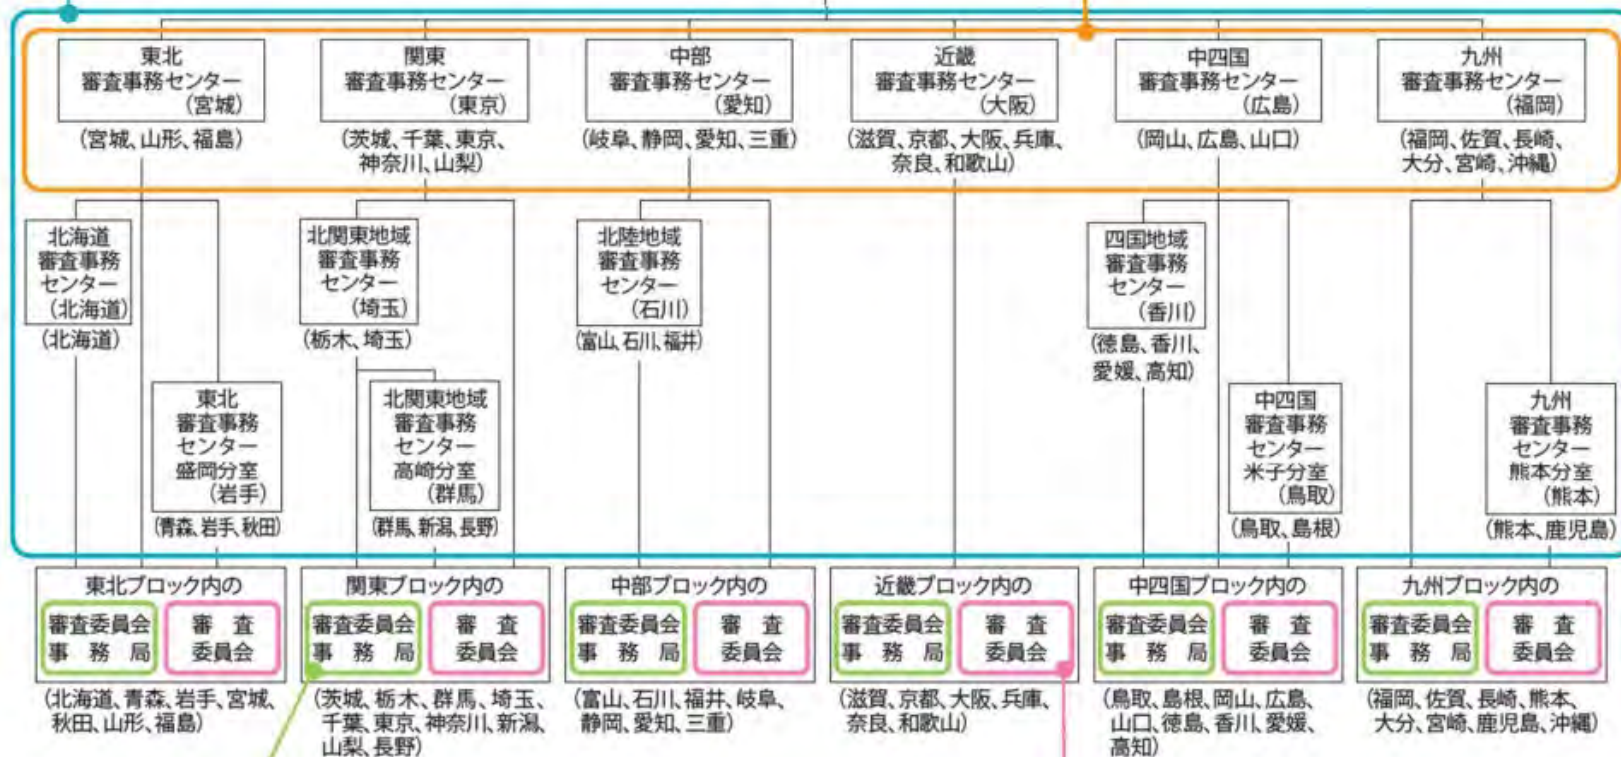 東北
審査事務センター
(宮城)
(宮城、山形、福島)
関東
審査事務センター
(東京)
(茨城、千葉、東京、
神奈川、山梨)
中部
審査事務センター
(愛知)
(岐阜、静岡、愛知、三重)
近畿
審査事務センター
(大阪)
(滋賀、京都、大阪、兵庫、
奈良、和歌山)
中四国
審査事務センター
(広島)
(岡山、広島、山口)
九州
審査事務センター
(福岡)
(福岡、佐賀、長崎、
大分、宮崎、沖縄)
北海道
審査事務
センター
(北海道)
(北海道)
北関東地域
審査事務
センター
(埼玉)
(栃木、埼玉)
北陸地域
審査事務
センター
(石川)
(富山、石川、福井)
四国地域
審査事務
センター
(香川)
(徳島、香川、
愛媛、高知)
東北
審査事務
センター
盛岡分室
(岩手)
(青森、岩手、秋田)
北関東地域
審査事務
センター
高崎分室
(群馬)
(群馬、新潟、長野)
中四国
審査事務
センター
米子分室
(鳥取)
(鳥取、島根)
九州
審査事務
センター
熊本分室
(熊本)
(熊本、鹿児島)
東北ブロック内の
審査委員会
事務局
審査
委員会
(北海道、青森、岩手、宮城、
秋田、山形、福島)
関東ブロック内の
審査委員会
事務局
審査
委員会
(茨城、栃木、群馬、埼玉、
千葉、東京、神奈川、新潟、
山梨、長野)
中部ブロック内の
審査委員会
事務局
審査
委員会
(富山、石川、福井、岐阜、
静岡、愛知、三重)
近畿ブロック内の
審査委員会
事務局
審査
委員会
(滋賀、京都、大阪、兵庫、
奈良、和歌山)
中四国ブロック内の
審査委員会
事務局
審査
委員会
(鳥取、島根、岡山、広島、
山口、徳島、香川、愛媛、
高知)
九州ブロック内の
審査委員会
事務局
審査
委員会
(福岡、佐賀、長崎、熊本、
大分、宮崎、鹿児島、沖縄)